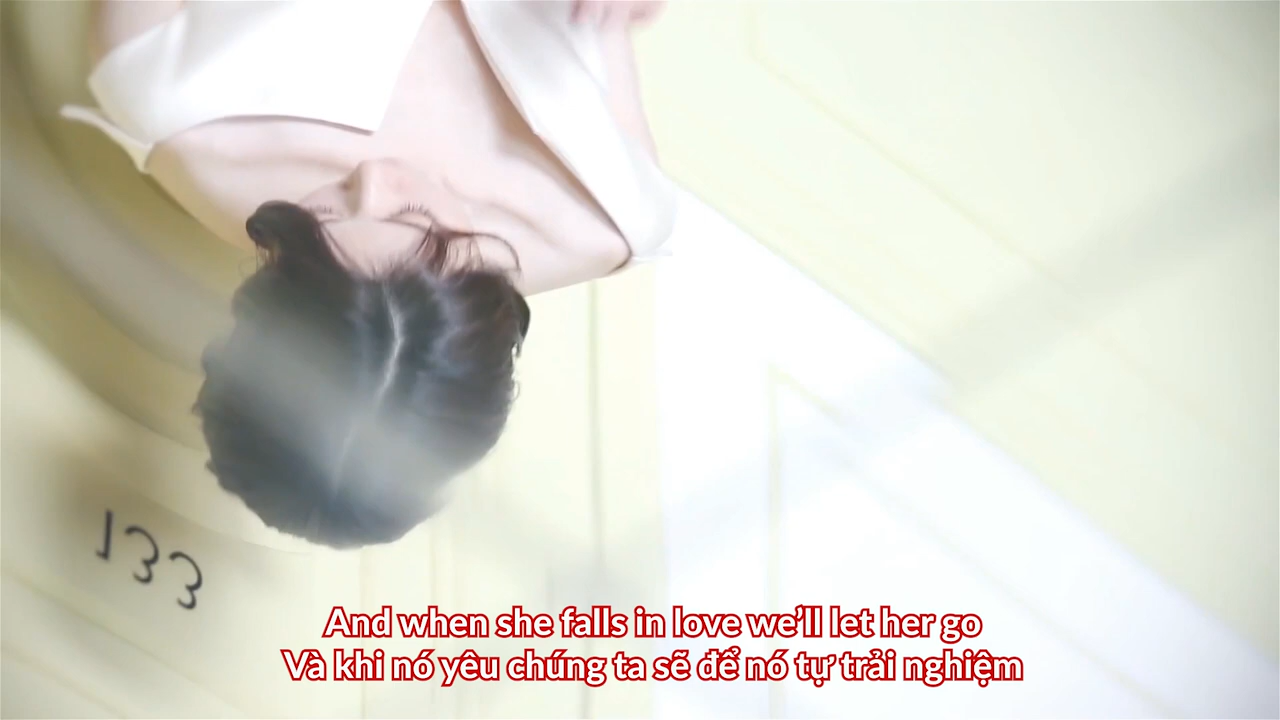 133
And when she falls in love we'll let her go
Và khi nó yêu chúng ta sẽ để nó tự trải nghiệm